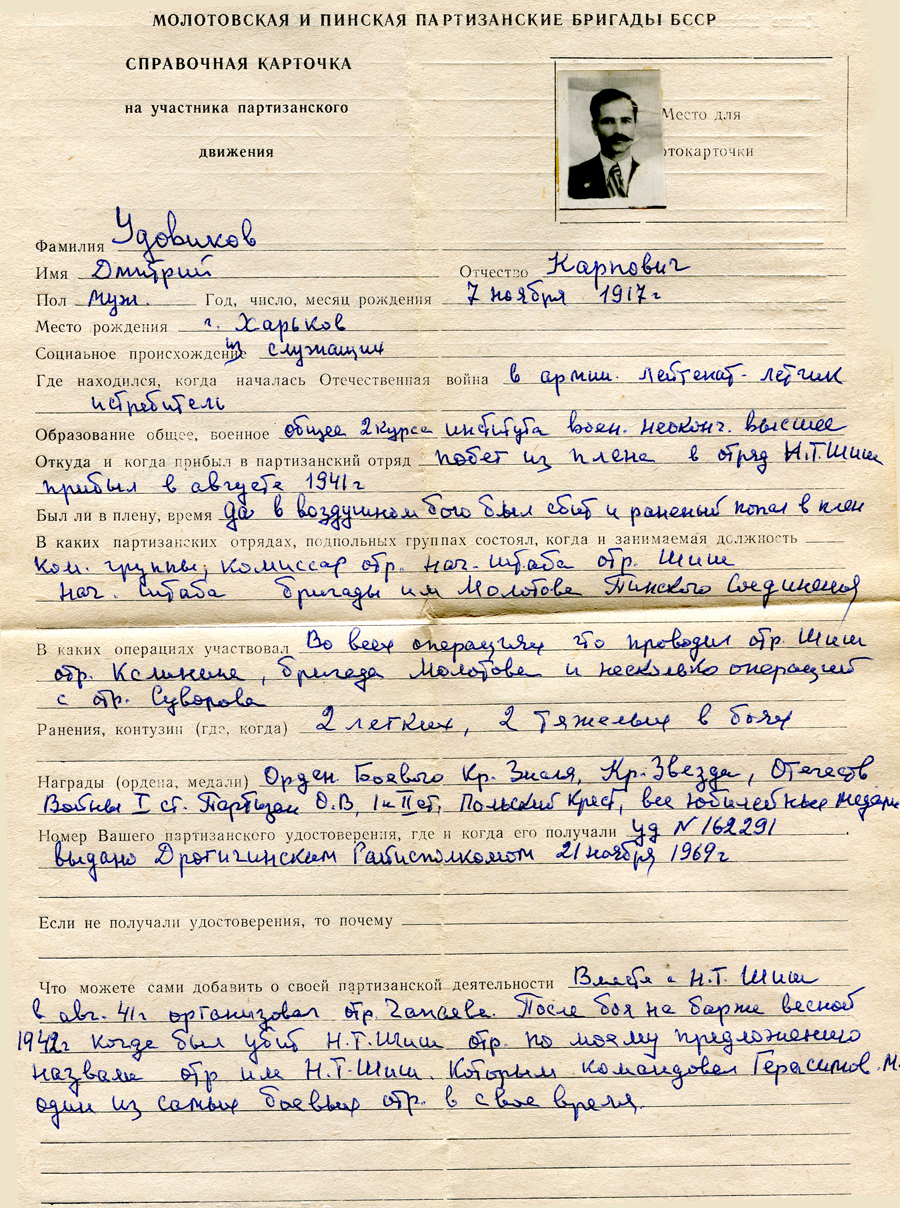 МОЛОТОВСКАЯ И ПИНСКАЯ ПАРТИЗАНСКИЕ БРИГАДЫ БССР
СПРАВОЧНАЯ КАРТОЧКА
на участника партизанского
движения
Место для
отокарточки
Фамилия Удовиков
Имя Дмитрий Отчество Карпович
Пол муж. Год, число, месяц рождения 7 ноября 1917 г
Место рождения г. Харьков
Социаьное происхождение из служащих
Где находился, когда началась Отечественная война в армии. лейтенат- летчик
истребитель
Образование общее, военное общее 2 курса института воен. неоконч. высшее
Откуда и когда прибыл в партизанский отряд побег из плена в отряд Н.Т. Шиш
прибыл в августе 1941 г
Был ли в плену, время да в воздушном бою был сбит и раненый попал в плен
В каких партизанских отрядах, подпольных группах состоял, когда и занимаемая должность
Ком. группы, комиссар отр. нач. штаба отр. Шиш
нач. штаба бригады им Молотова Пинского Соединения
В каких операциях участвовал Во всех операциях что проводил отр. Шиш
отр. Калинина, бригада Молотова и несколько операций
с отр. Суворова
Ранения, контузии (где, когда) 2 легких, 2 тяжелых в боях
Награды (ордена, медали) Орден Боевого Кр. Знамя, Кр. Звезда, Отечеств
Войны I ст. Партизан О.В. I и II ст, Польский Крест, все юбилейные медали
Номер Вашего партизанского удостоверения, где и когда его получали уд N 162291
выдано Дрогичинским Райисполкомом 21 ноября 1969 г
Если не получали удостоверения, то почему
Что можете сами добавить о своей партизанской деятельности Вместе с Н.Т. Шиш
в авг. 41 г организовал отр. Чапаева. После боя на барже весной
1942 г когда был убит Н.Т. Шиш отр. по моему предложению
назвали отр им Н.Т. Шиш. Которым командовал Герасимов М.
один из самых боевых отр. в свое время.